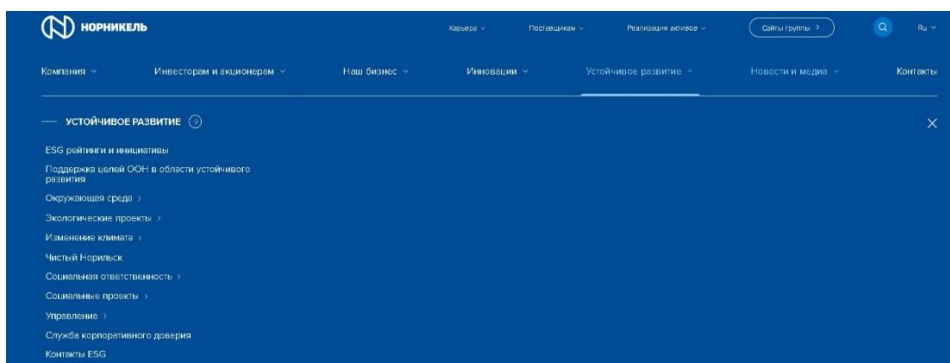 НОРНИКЕЛЬ
Карьера
Поставщикам
Реализация активов
Сайты группы
Ru
Компания
Инвесторам и акционерам
Наш бизнес
Инновации
Устойчивое развитие
Новости и медиа
Контакты
УСТОЙЧИВОЕ РАЗВИТИЕ
ESG рейтинги и инициативы
Поддержка целей ООН в области устойчивого
развития
Окружающая среда
Экологические проекты
Изменение климата
Чистый Норильск
Социальная ответственность
Социальные проекты
Управление
Служба корпоративного доверия
Контакты ESG